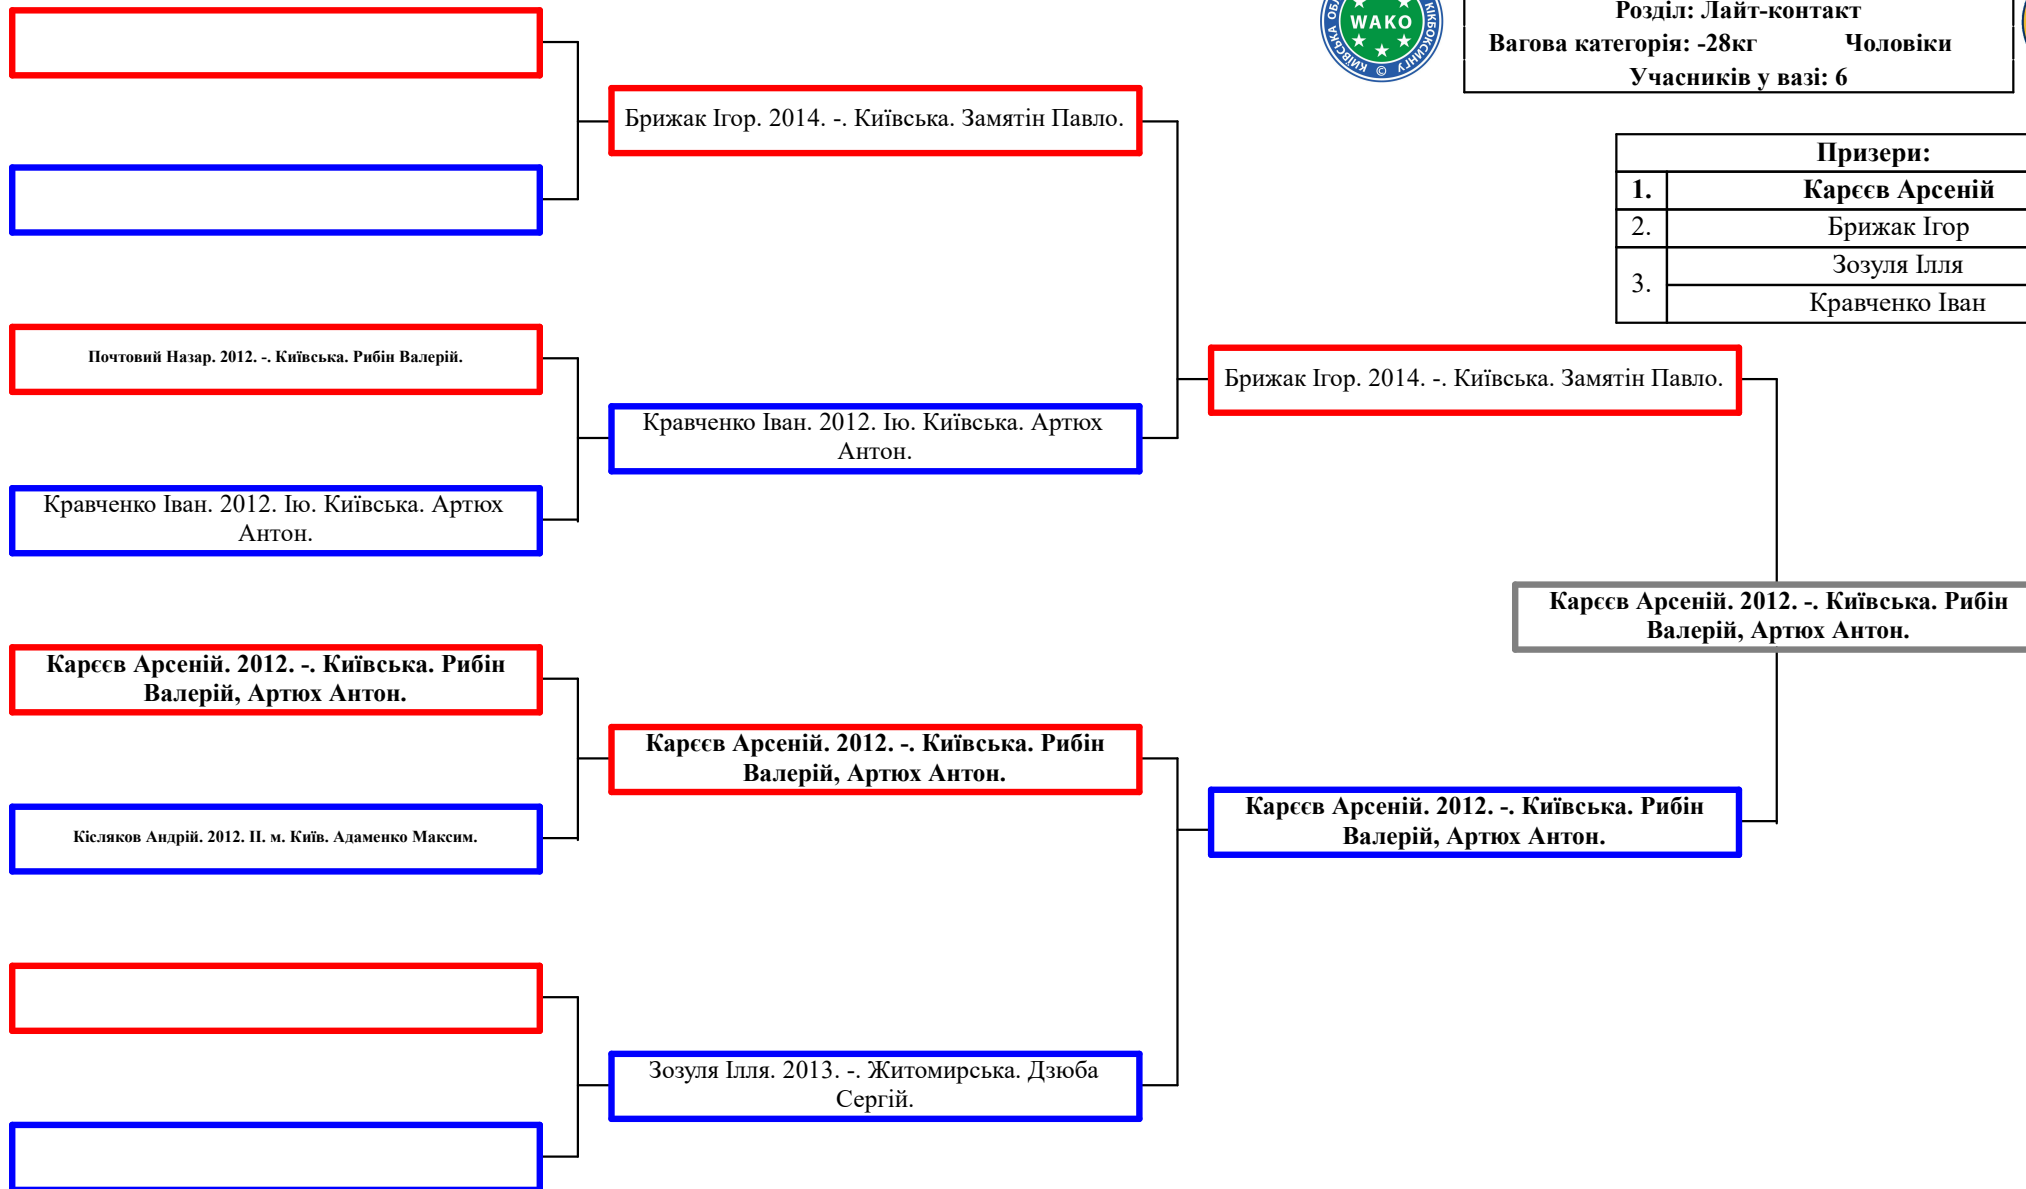 WAKO
КИЇВСЬКА ОБЛ
КІКБОКСИНГУ ©
Розділ: Лайт-контакт
Вагова категорія: -28кг Чоловіки
Учасників у вазі: 6
Призери:
1. Карєєв Арсеній
2. Брижак Ігор
3. Зозуля Ілля
Кравченко Іван
Брижак Ігор. 2014. -. Київська. Замятін Павло.
Почтовий Назар. 2012. -. Київська. Рибін Валерій.
Брижак Ігор. 2014. -. Київська. Замятін Павло.
Кравченко Іван. 2012. Ію. Київська. Артюх
Антон.
Кравченко Іван. 2012. Ію. Київська. Артюх
Антон.
Карєєв Арсеній. 2012. -. Київська. Рибін
Валерій, Артюх Антон.
Карєєв Арсеній. 2012. -. Київська. Рибін
Валерій, Артюх Антон.
Карєєв Арсеній. 2012. -. Київська. Рибін
Валерій, Артюх Антон.
Карєєв Арсеній. 2012. -. Київська. Рибін
Валерій, Артюх Антон.
Кісляков Андрій. 2012. ІІ. м. Київ. Адаменко Максим.
Зозуля Ілля. 2013. -. Житомирська. Дзюба
Сергій.